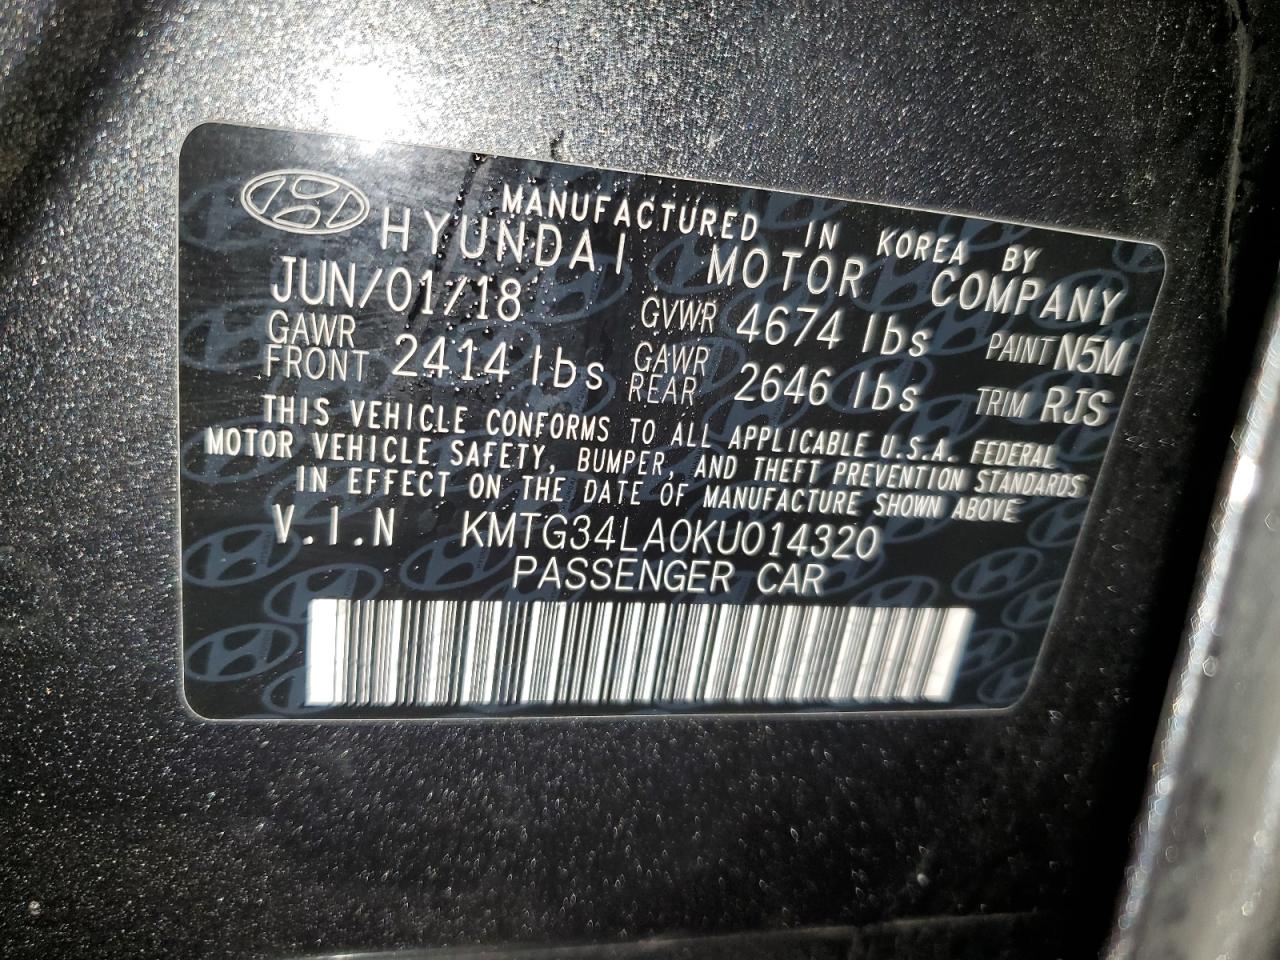 MANUFACTURED IN KOREA BY
HYUNDAI MOTOR COMPANY
JUN/01/18 GVWR 4674 lbs PAINT N5M
GAWR FRONT 2414 lbs GAWR REAR 2646 lbs TRIM RJS
THIS VEHICLE CONFORMS TO ALL APPLICABLE U.S.A. FEDERAL
MOTOR VEHICLE SAFETY, BUMPER, AND THEFT PREVENTION STANDARDS
IN EFFECT ON THE DATE OF MANUFACTURE SHOWN ABOVE
V.I.N KMTG34LA0KU014320
PASSENGER CAR